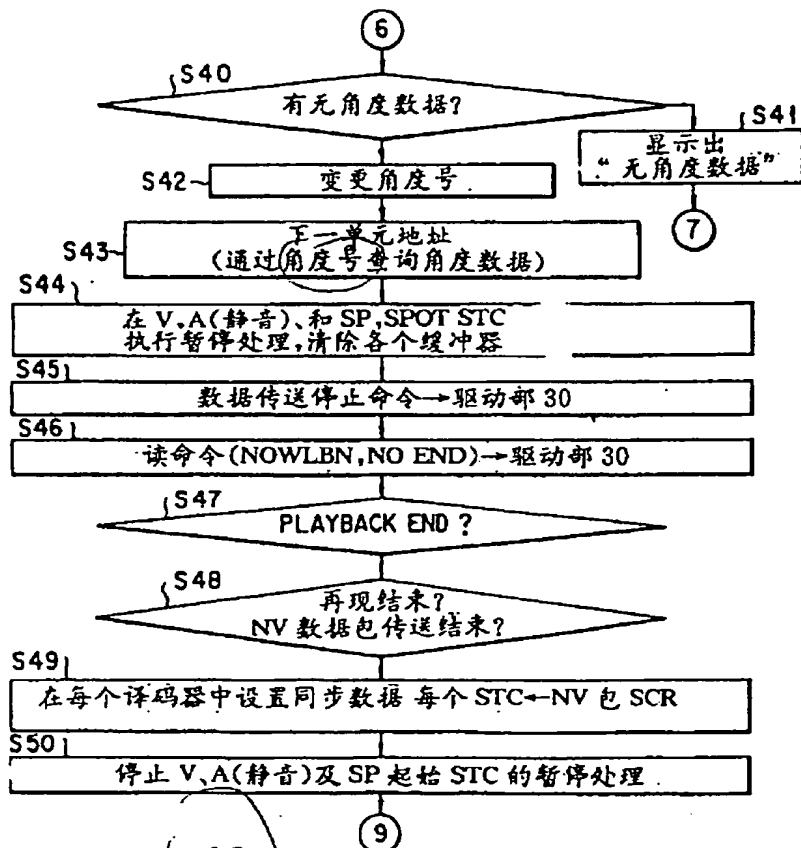 6
S40
有无角度数据?
S41
显示出
“无角度数据”
7
S42
变更角度号
S43
下一单元地址
(通过角度号查询角度数据)
S44
在 V、A(静音)、和 SP,SPOT STC
执行暂停处理,清除各个缓冲器
S45
数据传送停止命令→驱动部 30
S46
读命令(NOWLBN,NO END)→驱动部 30
S47
PLAYBACK END?
S48
再现结束?
NV 数据包传送结束?
S49
在每个译码器中设置同步数据 每个 STC←NV 包 SCR
S50
停止 V、A(静音)及 SP 起始 STC 的暂停处理
9